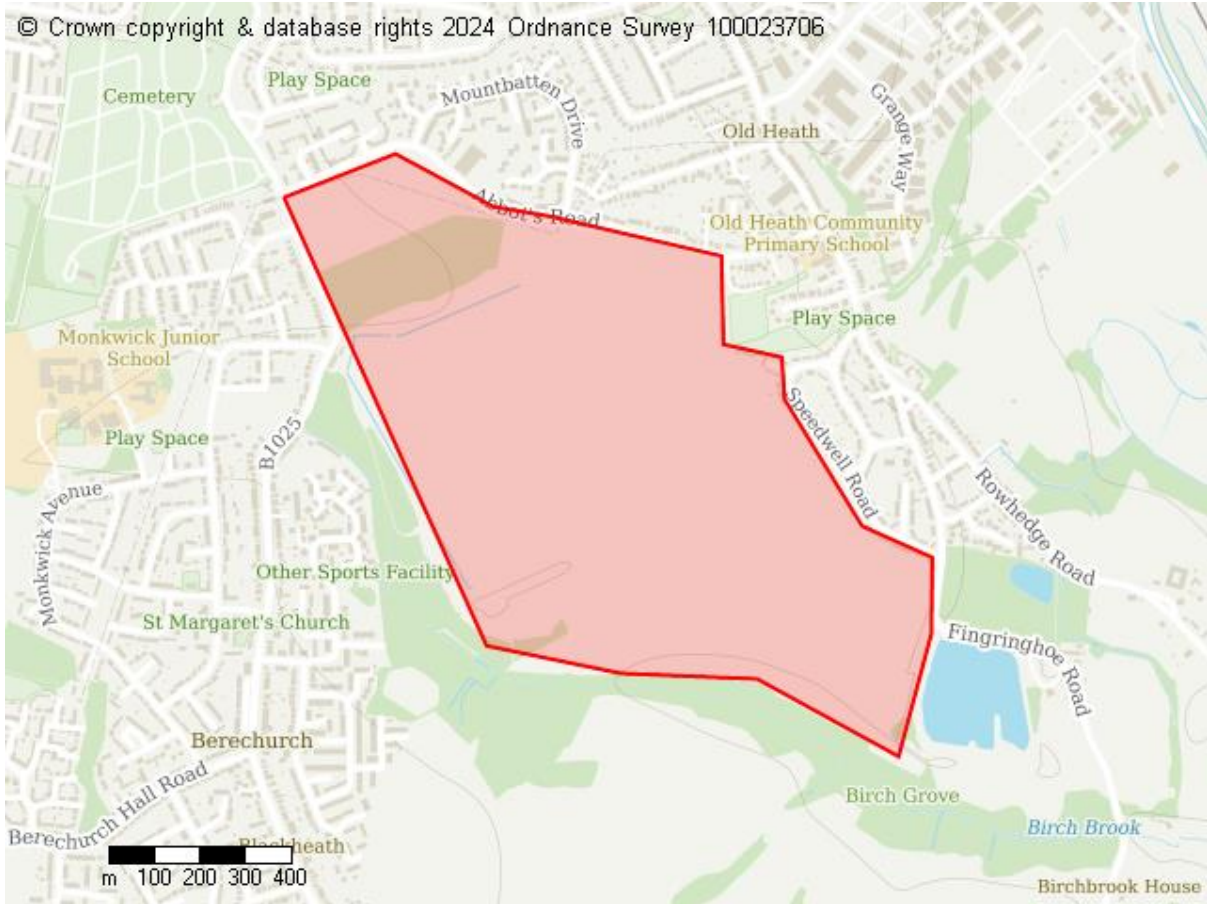 © Crown copyright & database rights 2024 Ordnance Survey 100023706
Play Space
Cemetery
Mountbatten Drive
Old Heath
Grange Way
Abbot's Road
Old Heath Community
Primary School
Play Space
Monkwick Junior
School
Speedwell Road
Play Space
B1025
Monkwick Avenue
Rowhedge Road
Other Sports Facility
St Margaret's Church
Fingringhoe Road
Berechurch
Berechurch Hall Road
Birch Grove
Birch Brook
Blackheath
m 100 200 300 400
Birchbrook House